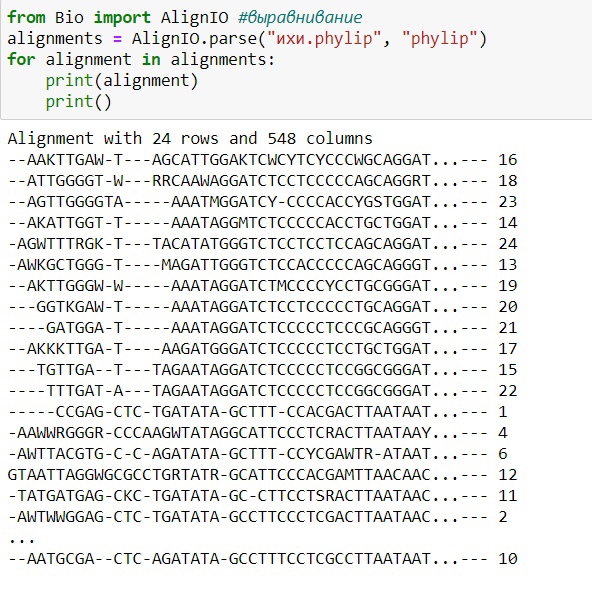 from Bio import AlignIO #выравнивание
alignments = AlignIO.parse("ихи.phylip", "phylip")
for alignment in alignments:
    print(alignment)
    print()
Alignment with 24 rows and 548 columns
--AAKTTGAW-T---AGCATTGGAKTCWCYTCYCCCWGCAGGAT...--- 16
--ATTGGGGT-W---RRCAAWAGGATCTCCTCCCCCAGCAGGRT...--- 18
--AGTTGGGGTA-----AAATMGGATCY-CCCCACCYGSTGGAT...--- 23
--AKATTGGT-T-----AAATAGGMTCTCCCCCACCTGCTGGAT...--- 14
-AGWTTTRGK-T---TACATATGGGTCTCCTCCTCCAGCAGGAT...--- 24
-AWKGCTGGG-T----MAGATTGGGTCTCCACCCCCAGCAGGGT...--- 13
--AKTTGGGW-W-----AAATAGGATCTMCCCCYCCTGCGGGAT...--- 19
---GGTKGAW-T-----AAATAGGATCTCCTCCCCCTGCAGGAT...--- 20
----GATGGA-T-----AAATAGGATCTCCCCCTCCCGCAGGGT...--- 21
--AKKKTTGA-T----AAGATGGGATCTCCCCCTCCTGCTGGAT...--- 17
---TGTTGA--T---TAGAATAGGATCTCCCCCTCCGGCGGGAT...--- 15
----TTTGAT-A---TAGAATAGGATCTCCCCCTCCGGCGGGAT...--- 22
-----CCGAG-CTC-TGATATA-GCTTT-CCACGACTTAATAAT...--- 1
-AAWWRGGGR-CCCAAGWTATAGGCATTCCCTCRACTTAATAAY...--- 4
-AWTTACGTG-C-C-AGATATA-GCTTT-CCYCGAWTR-ATAAT...--- 6
GTAATTAGGWGCGCCTGRTATR-GCATTCCCACGAMTTAACAAC...--- 12
-TATGATGAG-CKC-TGATATA-GC-CTTCCTSRACTTAATAAC...--- 11
-AWTWWGGAG-CTC-TGATATA-GCCTTCCCTCGACTTAATAAC...--- 2
...
--AATGCGA--CTC-AGATATA-GCCTTTCCTCGCCTTAATAAT...--- 10